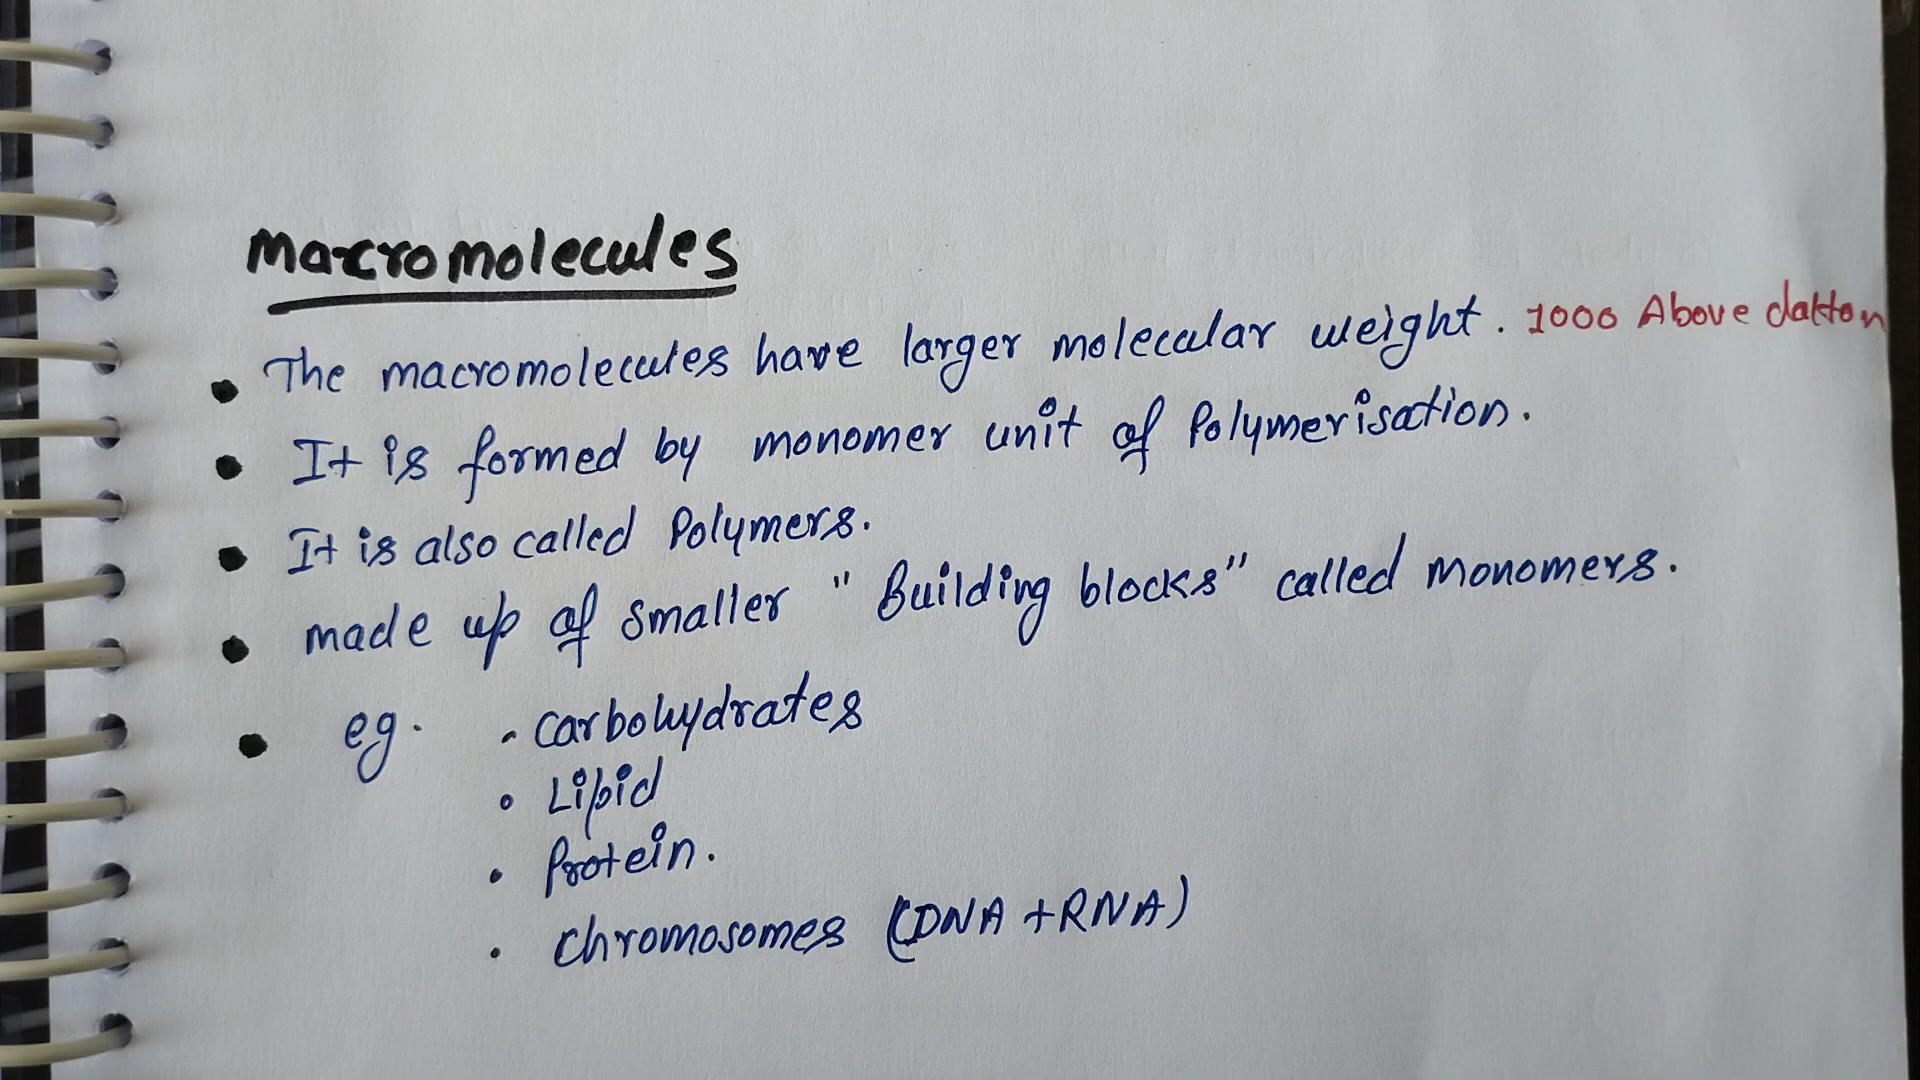 Macromolecules
• The macromolecules have larger molecular weight. 1000 Above dalton
• It is formed by monomer unit of Polymerisation.
• It is also called Polymers.
• made up of smaller "Building blocks" called monomers.
• eg. • carbohydrates
• Lipid
• Protein.
• chromosomes (DNA + RNA)